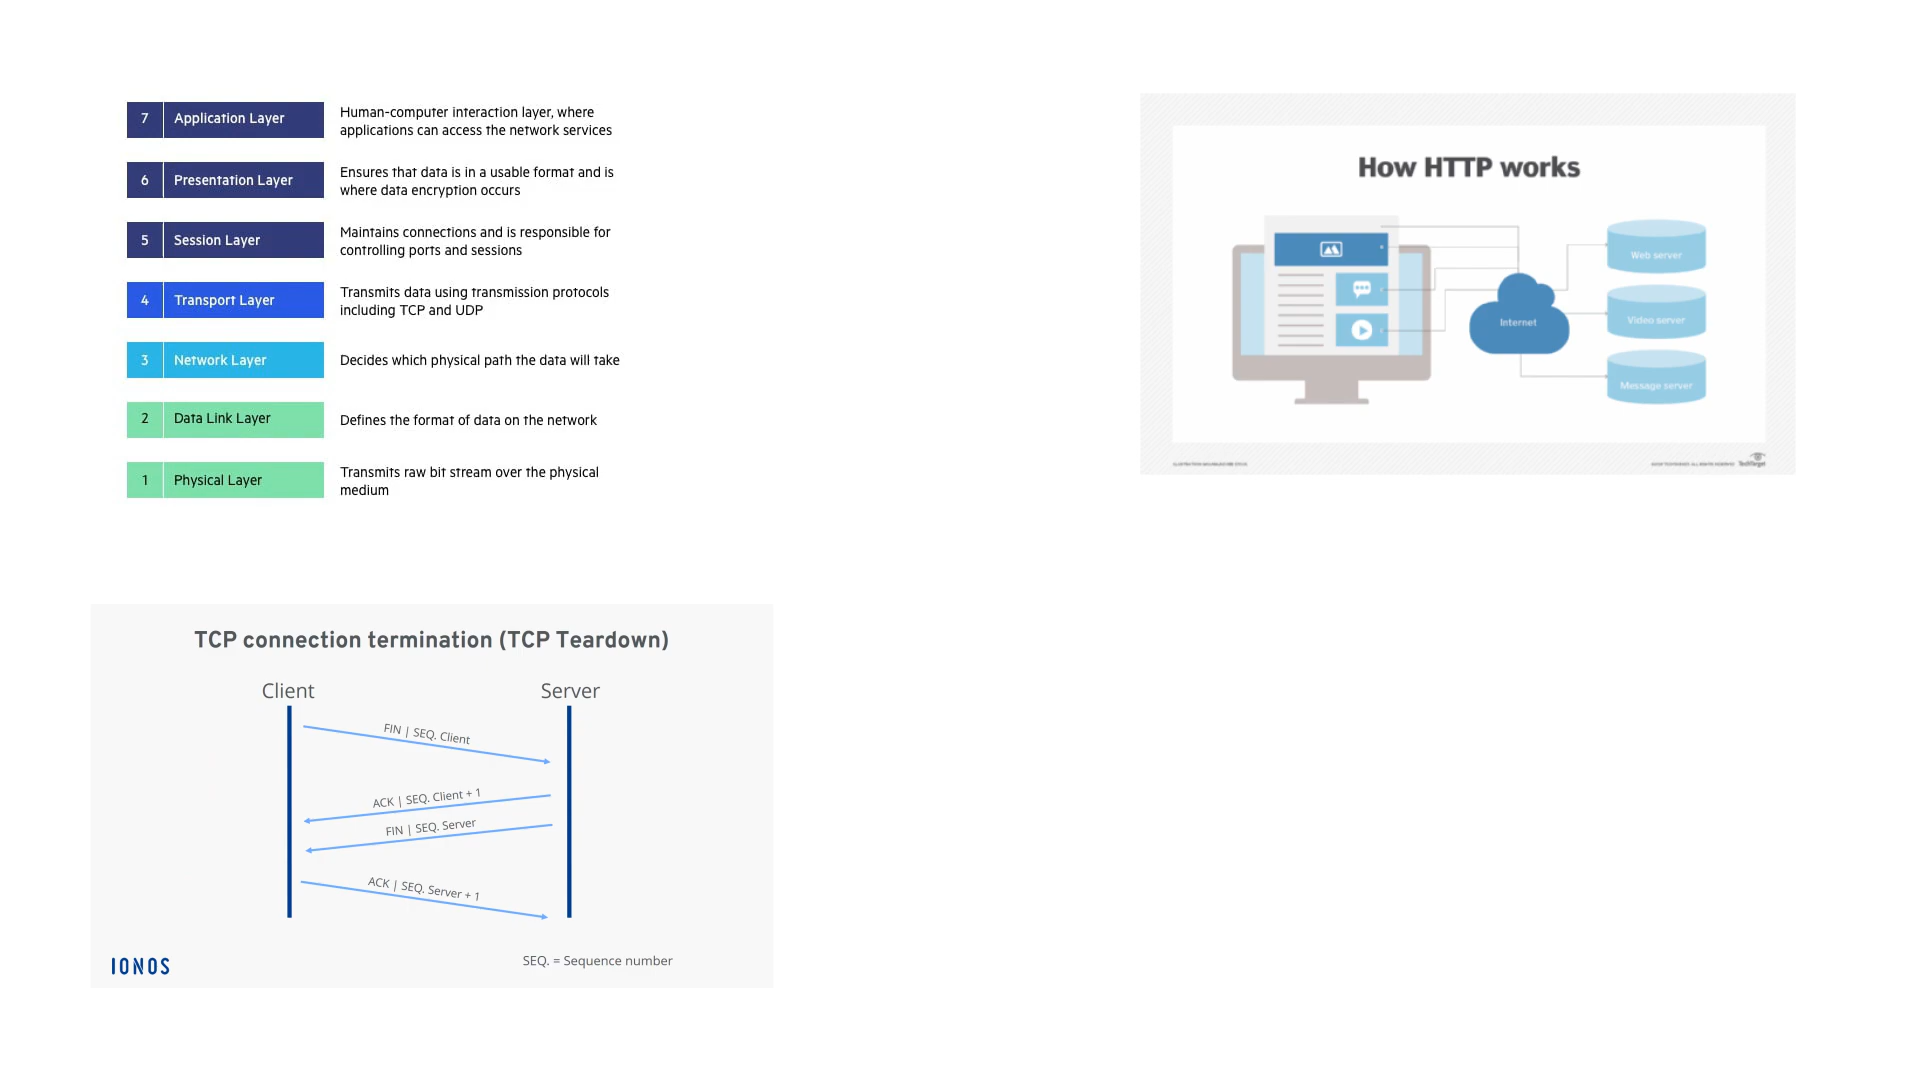 7 Application Layer
Human-computer interaction layer, where
applications can access the network services
6 Presentation Layer
Ensures that data is in a usable format and is
where data encryption occurs
5 Session Layer
Maintains connections and is responsible for
controlling ports and sessions
4 Transport Layer
Transmits data using transmission protocols
including TCP and UDP
3 Network Layer
Decides which physical path the data will take
2 Data Link Layer
Defines the format of data on the network
1 Physical Layer
Transmits raw bit stream over the physical
medium
How HTTP works
Internet
Web server
Video server
Message server
TechTarget
TCP connection termination (TCP Teardown)
Client
Server
FIN | SEQ. Client
ACK | SEQ. Client + 1
FIN | SEQ. Server
ACK | SEQ. Server + 1
IONOS
SEQ. = Sequence number